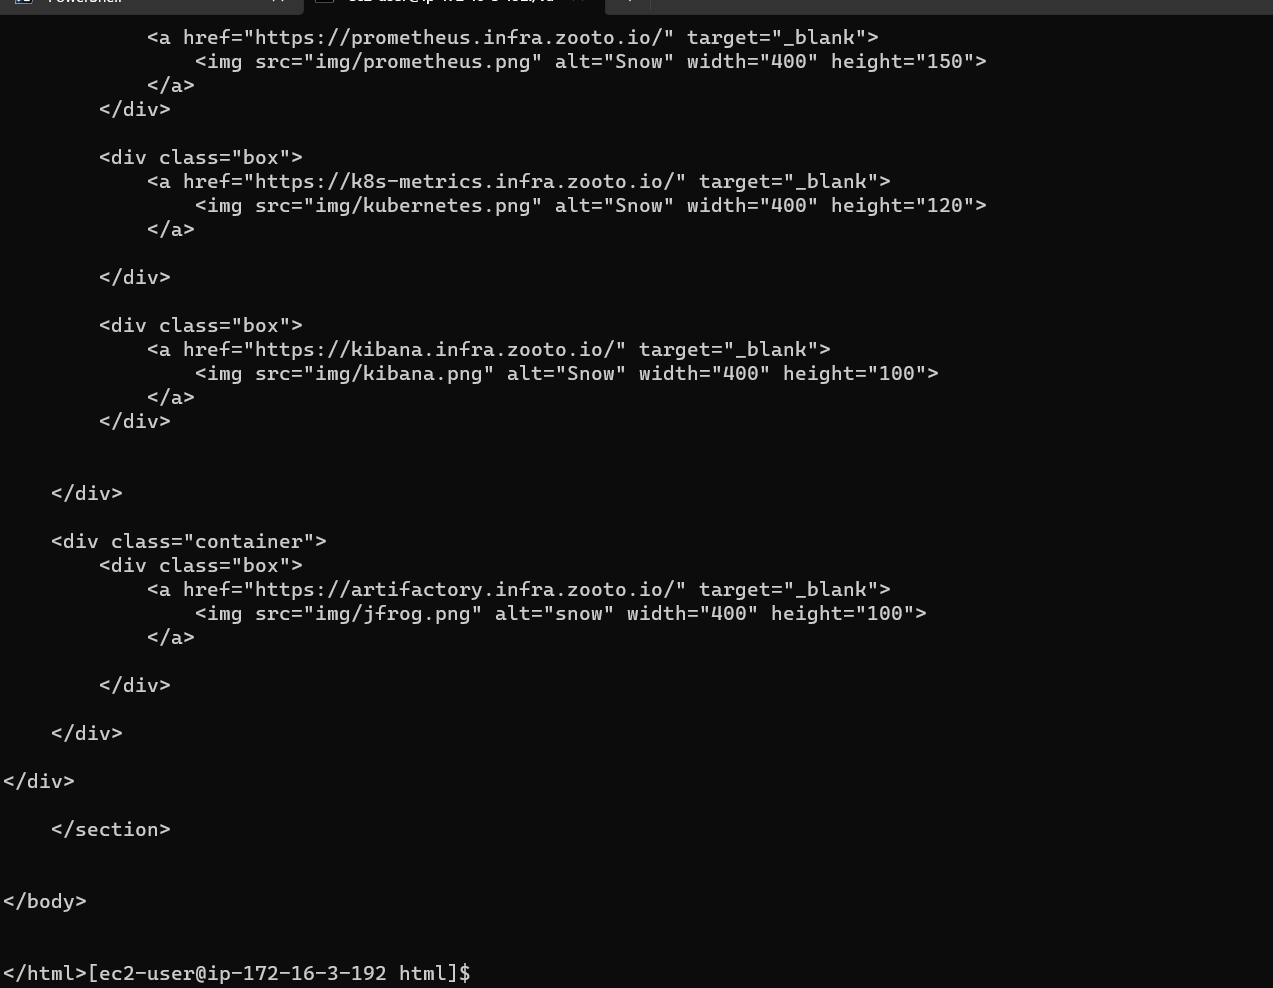 PowerShell
<a href="https://prometheus.infra.zooto.io/" target="_blank">
<img src="img/prometheus.png" alt="Snow" width="400" height="150">
</a>
</div>
<div class="box">
<a href="https://k8s-metrics.infra.zooto.io/" target="_blank">
<img src="img/kubernetes.png" alt="Snow" width="400" height="120">
</a>
</div>
<div class="box">
<a href="https://kibana.infra.zooto.io/" target="_blank">
<img src="img/kibana.png" alt="Snow" width="400" height="100">
</a>
</div>
</div>
<div class="container">
<div class="box">
<a href="https://artifactory.infra.zooto.io/" target="_blank">
<img src="img/jfrog.png" alt="snow" width="400" height="100">
</a>
</div>
</div>
</div>
</section>
</body>
</html>[ec2-user@ip-172-16-3-192 html]$